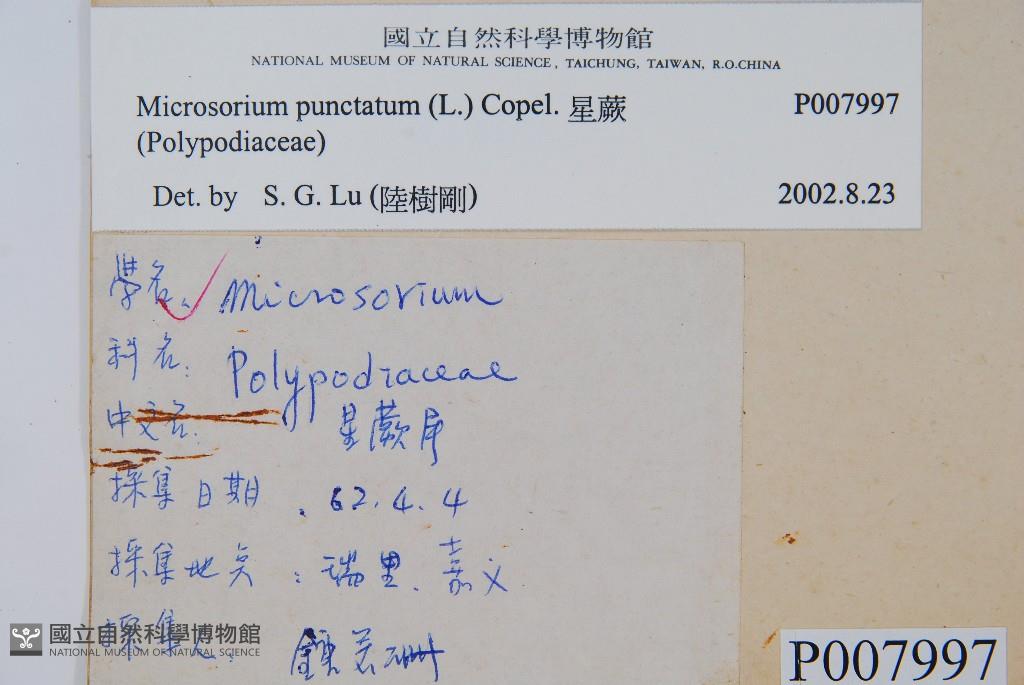 國立自然科學博物館
NATIONAL MUSEUM OF NATURAL SCIENCE, TAICHUNG, TAIWAN, R.O.CHINA
Microsorium punctatum (L.) Copel. 星蕨 P007997
(Polypodiaceae)
Det. by S. G. Lu (陸樹剛) 2002.8.23
學名: Microsorium
科名: Polypodiaceae
中文名: 星蕨屬
採集日期: 62.4.4
採集地點: 瑞里, 嘉义
採集人:
國立自然科學博物館
NATIONAL MUSEUM OF NATURAL SCIENCE
P007997